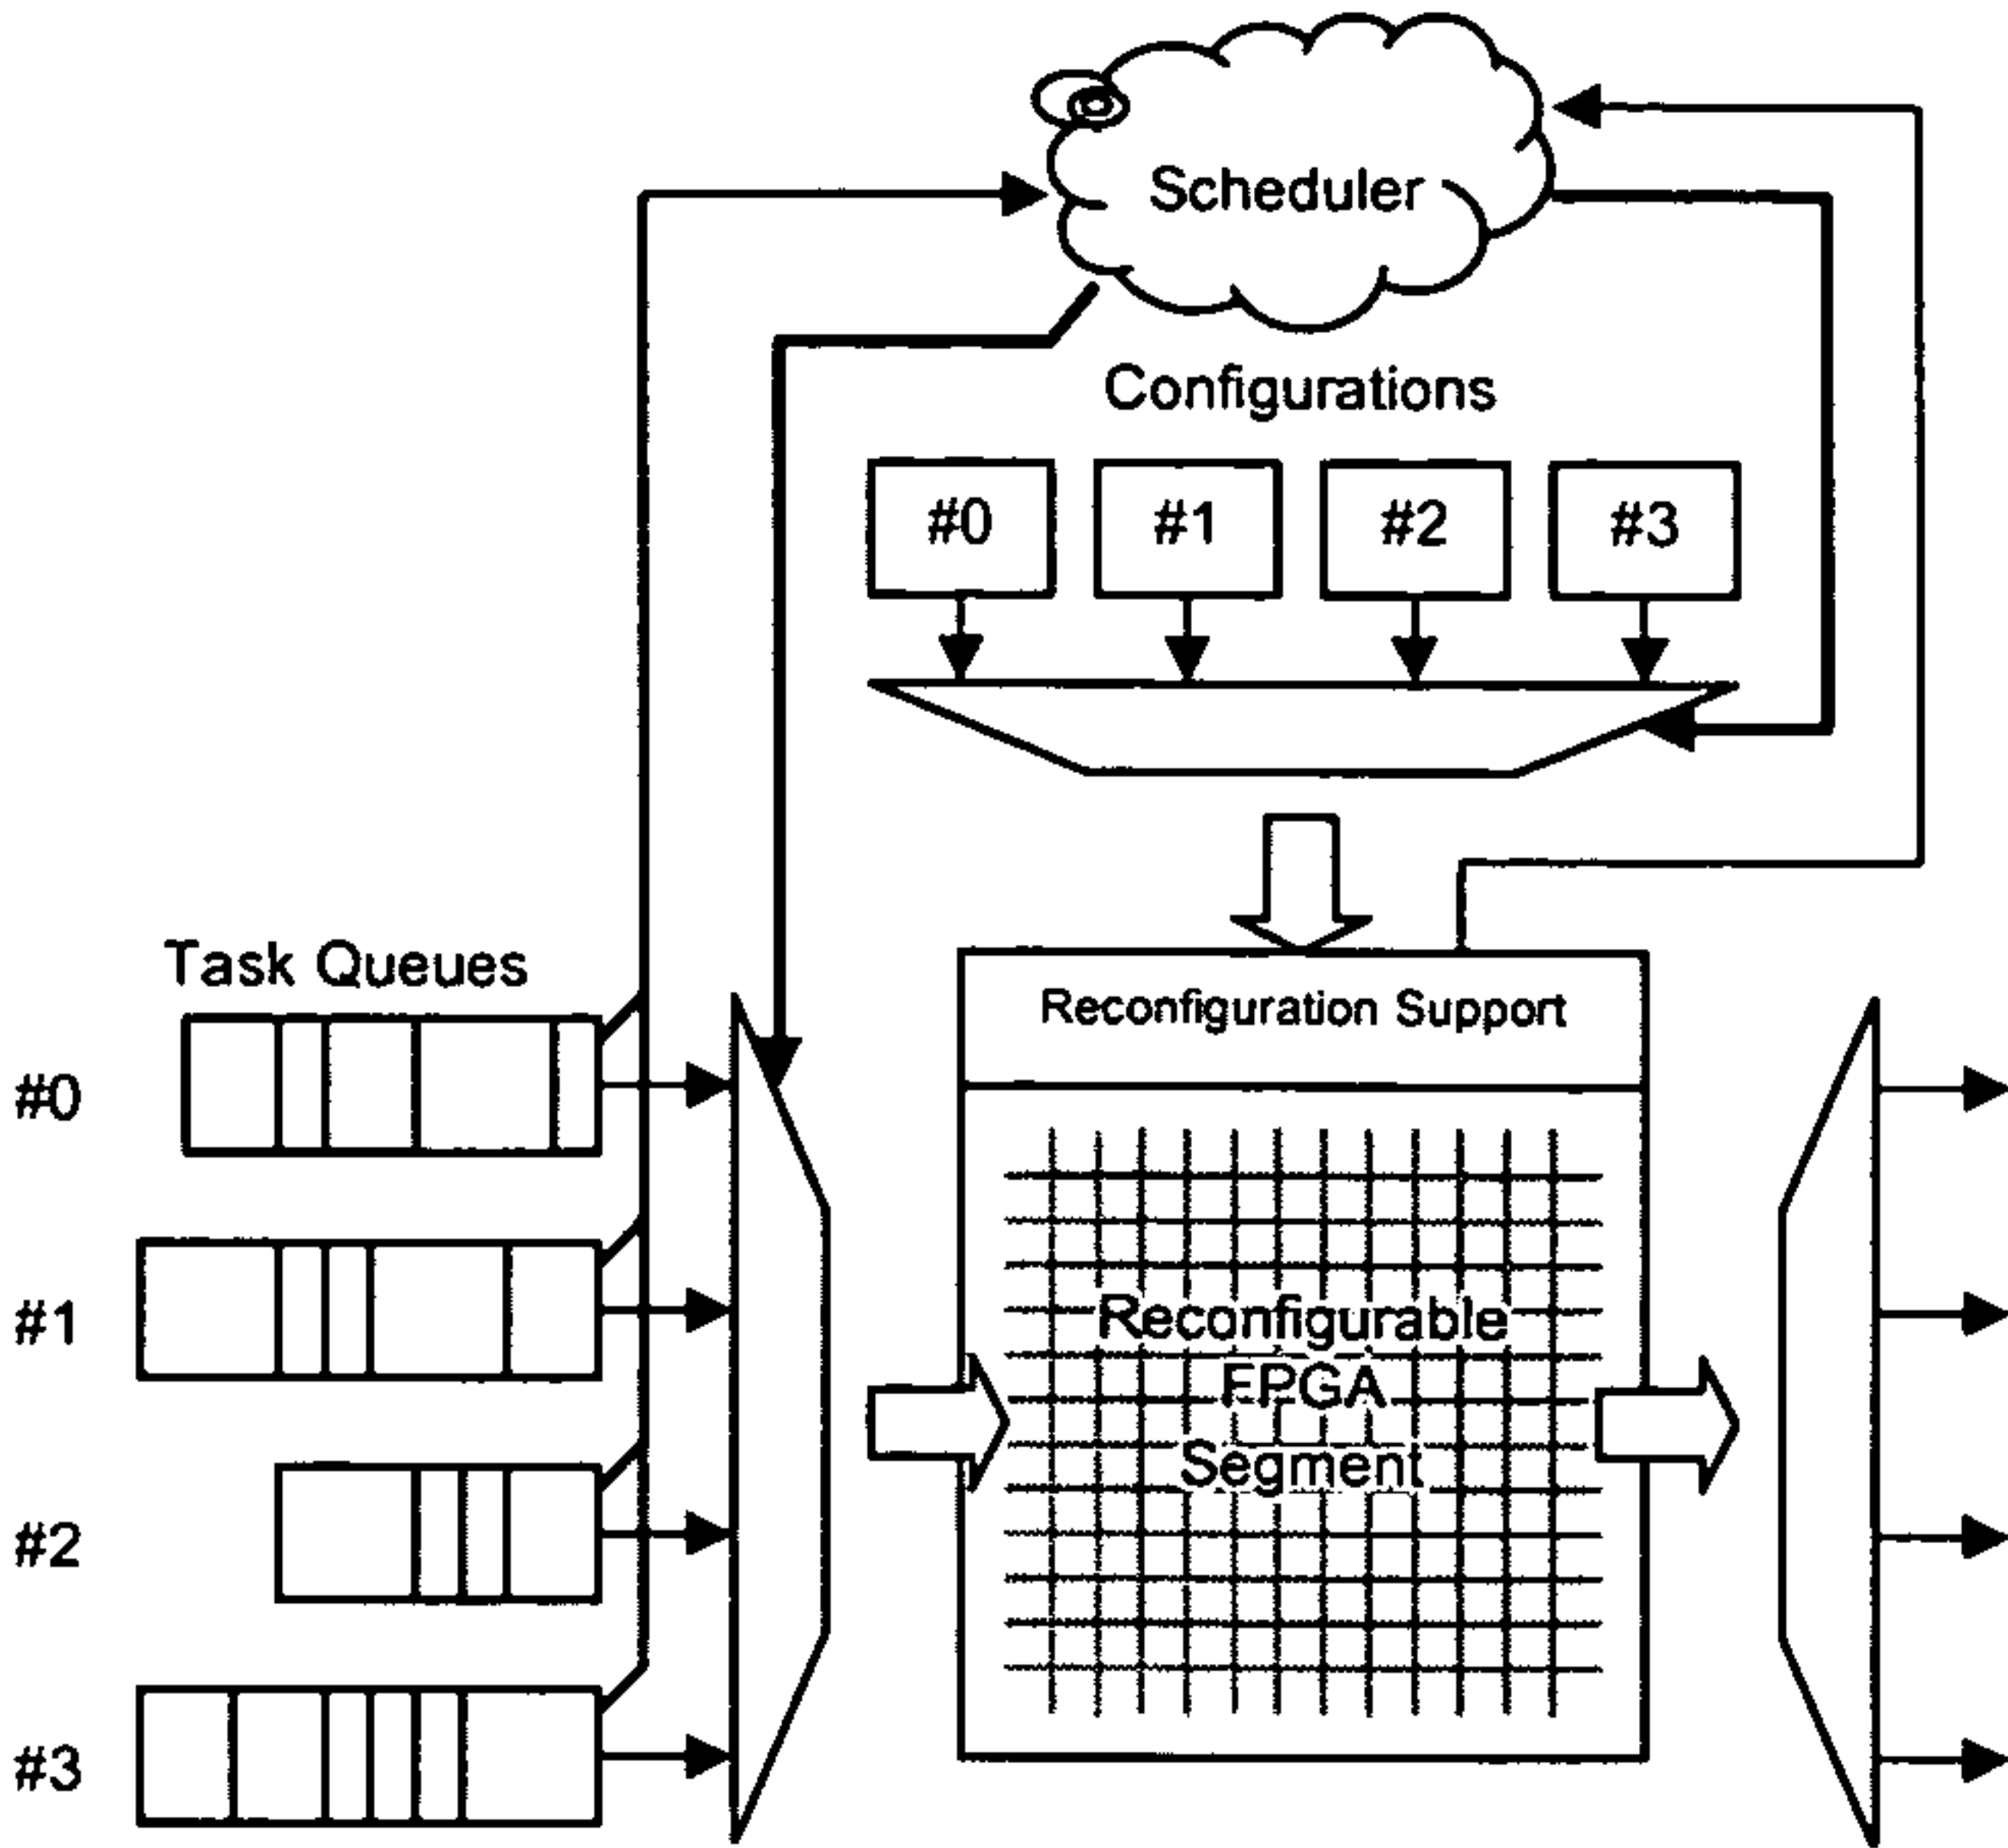 Scheduler
Configurations
#0 #1 #2 #3
Task Queues
Reconfiguration Support
#0
#1
Reconfigurable
FPGA
Segment
#2
#3